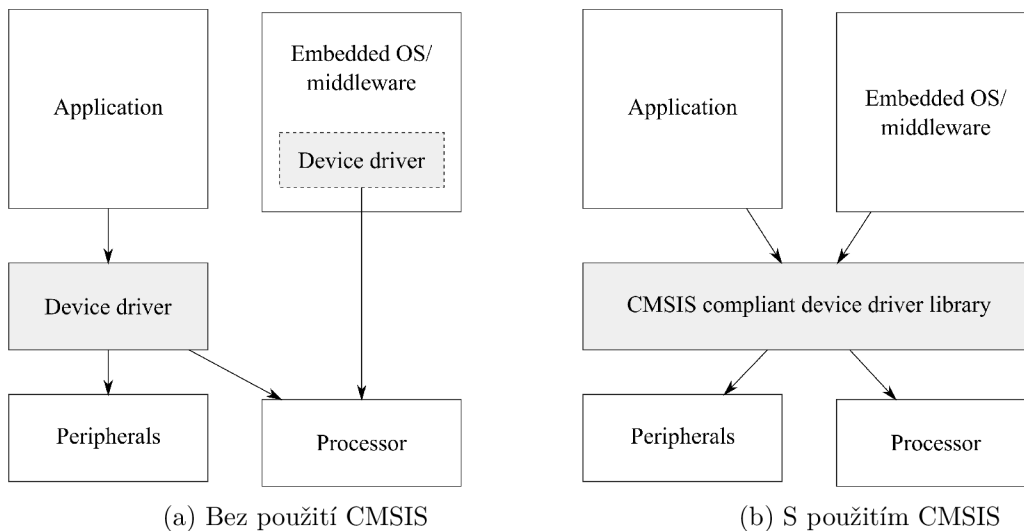 Application
Embedded OS/
middleware
Device driver
Device driver
Peripherals
Processor
(a) Bez použití CMSIS
Application
Embedded OS/
middleware
CMSIS compliant device driver library
Peripherals
Processor
(b) S použitím CMSIS